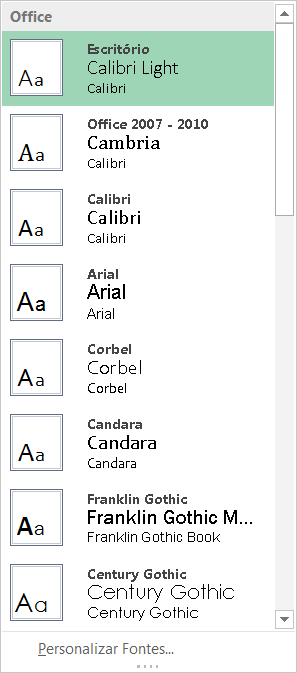 Office
Aa
Escritório
Calibri Light
Calibri
Aa
Office 2007 - 2010
Cambria
Calibri
Aa
Calibri
Calibri
Calibri
Aa
Arial
Arial
Arial
Aa
Corbel
Corbel
Corbel
Aa
Candara
Candara
Candara
Aa
Franklin Gothic
Franklin Gothic M...
Franklin Gothic Book
Aa
Century Gothic
Century Gothic
Century Gothic
Personalizar Fontes...